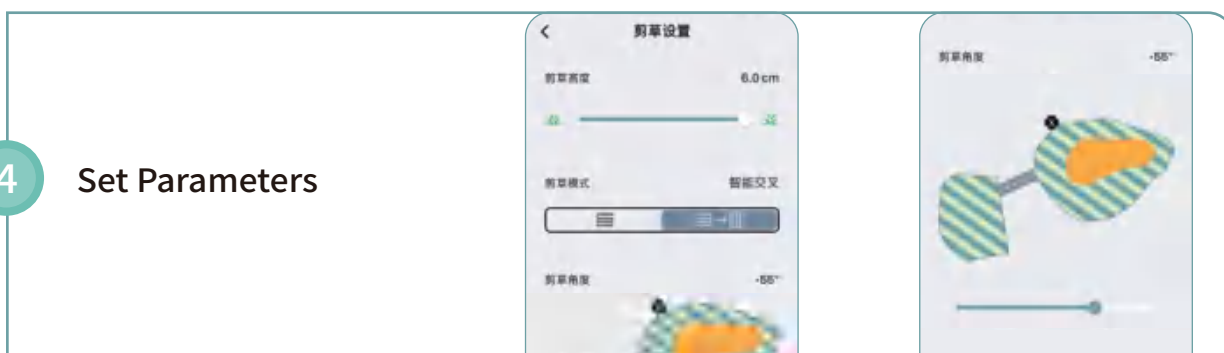 剪草设置
剪草高度 6.0 cm
剪草模式 智能交叉
剪草角度 -55°
剪草角度 -55°
4 Set Parameters